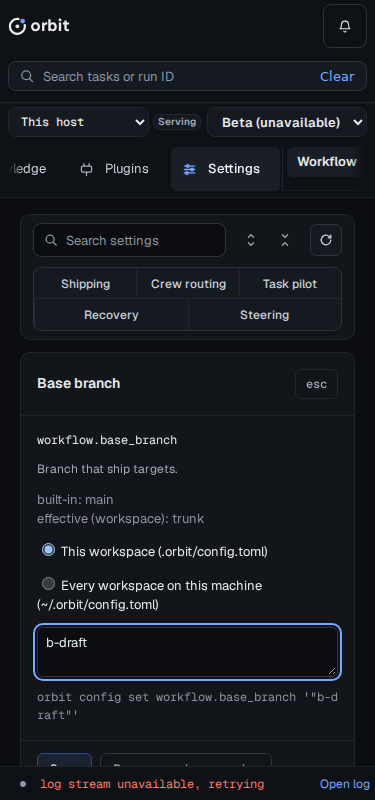 orbit
Search tasks or run ID Clear
This host Serving Beta (unavailable)
ledge Plugins Settings Workflow
Search settings
Shipping Crew routing Task pilot
Recovery Steering
Base branch esc
workflow.base_branch
Branch that ship targets.
built-in: main
effective (workspace): trunk
This workspace (.orbit/config.toml)
Every workspace on this machine
(~/.orbit/config.toml)
b-draft
orbit config set workflow.base_branch '"b-d
raft"'
log stream unavailable, retrying Open log